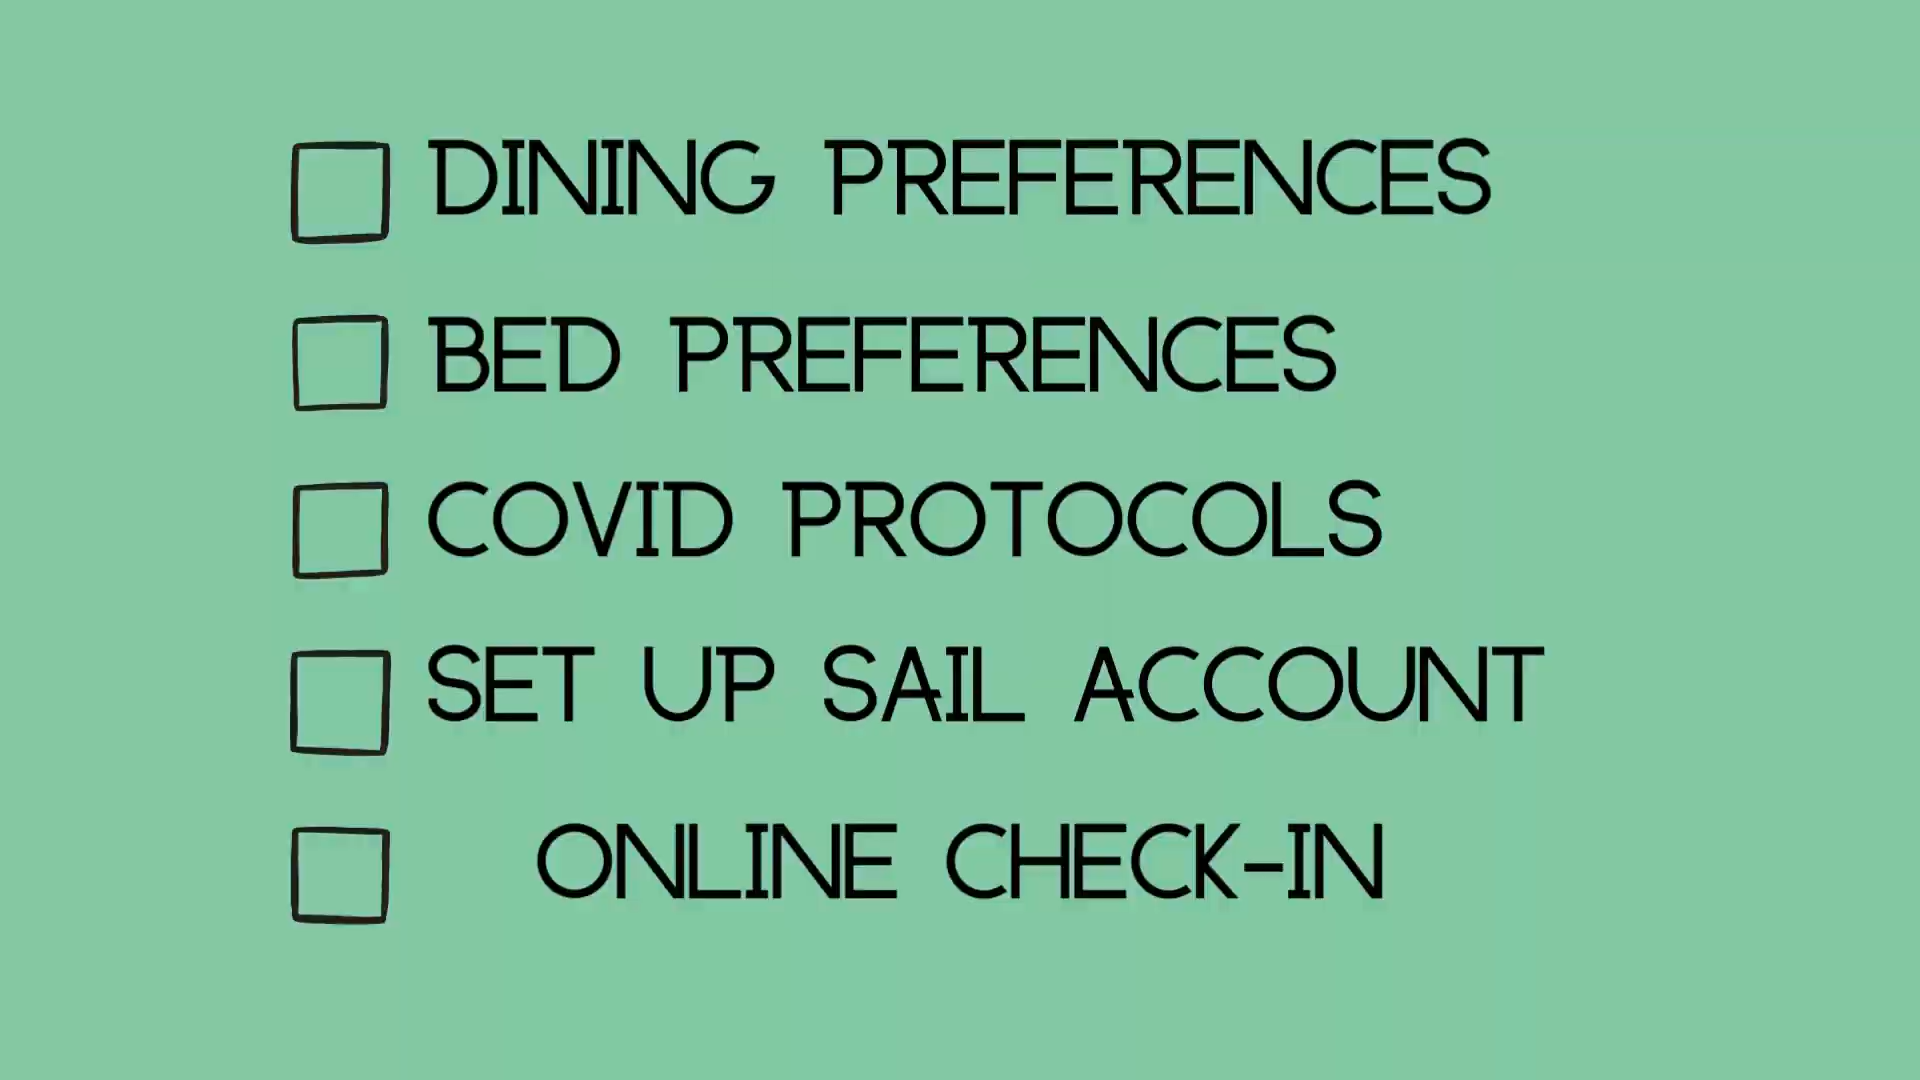 DINING PREFERENCES
BED PREFERENCES
COVID PROTOCOLS
SET UP SAIL ACCOUNT
ONLINE CHECK-IN